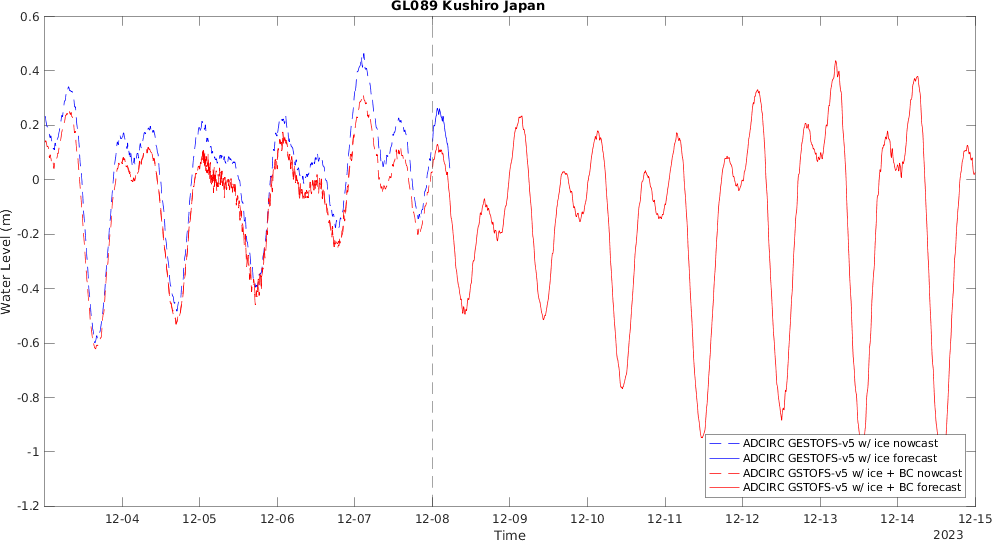 GL089 Kushiro Japan
0.6
0.4
0.2
0
-0.2
-0.4
-0.6
-0.8
-1
-1.2
Water Level (m)
12-04 12-05 12-06 12-07 12-08 12-09 12-10 12-11 12-12 12-13 12-14 12-15
Time
2023
ADCIRC GESTOFS-v5 w/ ice nowcast
ADCIRC GESTOFS-v5 w/ ice forecast
ADCIRC GSTOFS-v5 w/ ice + BC nowcast
ADCIRC GSTOFS-v5 w/ ice + BC forecast